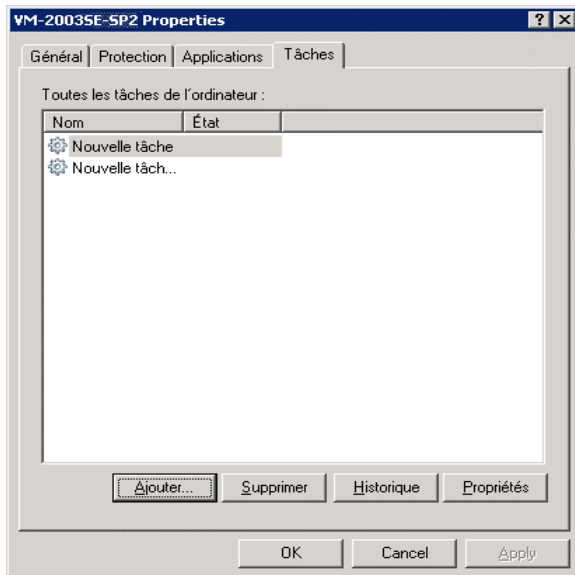 VM-2003SE-SP2 Properties
Général Protection Applications Tâches
Toutes les tâches de l'ordinateur :
Nom État
Nouvelle tâche
Nouvelle tâch...
Ajouter... Supprimer Historique Propriétés
OK Cancel Apply